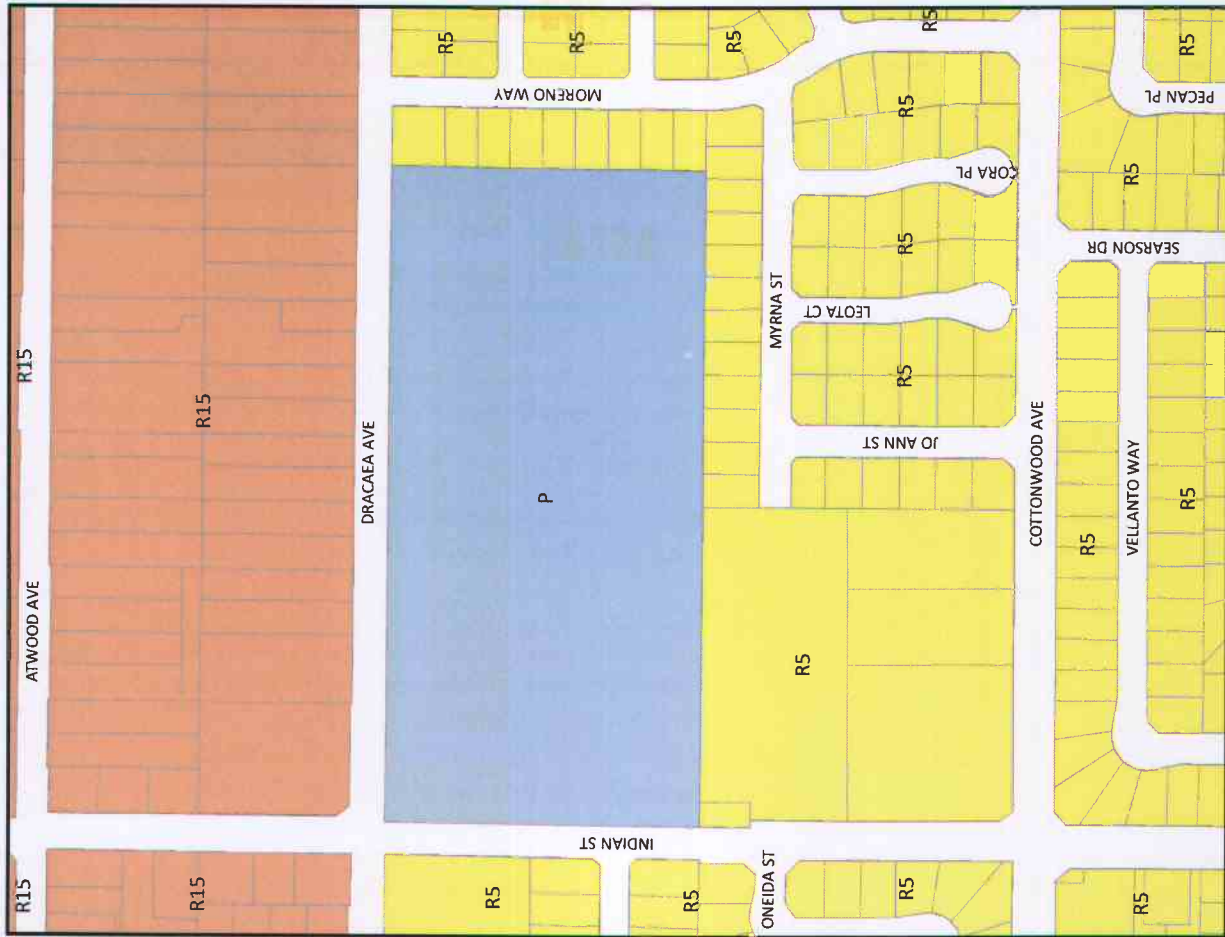 R5
R5
R5
R5
R5
MORENO WAY
PECAN PL
R5
R5
CORA PL
R5
SEARSON DR
MYRNA ST
R5
LEOTA CT
R15
R5
R15
JO ANN ST
DRACAEA AVE
P
COTTONWOOD AVE
VELLANTO WAY
R5
R5
ATWOOD AVE
R5
INDIAN ST
R15
R15
R5
R5
ONEIDA ST
R5
R5